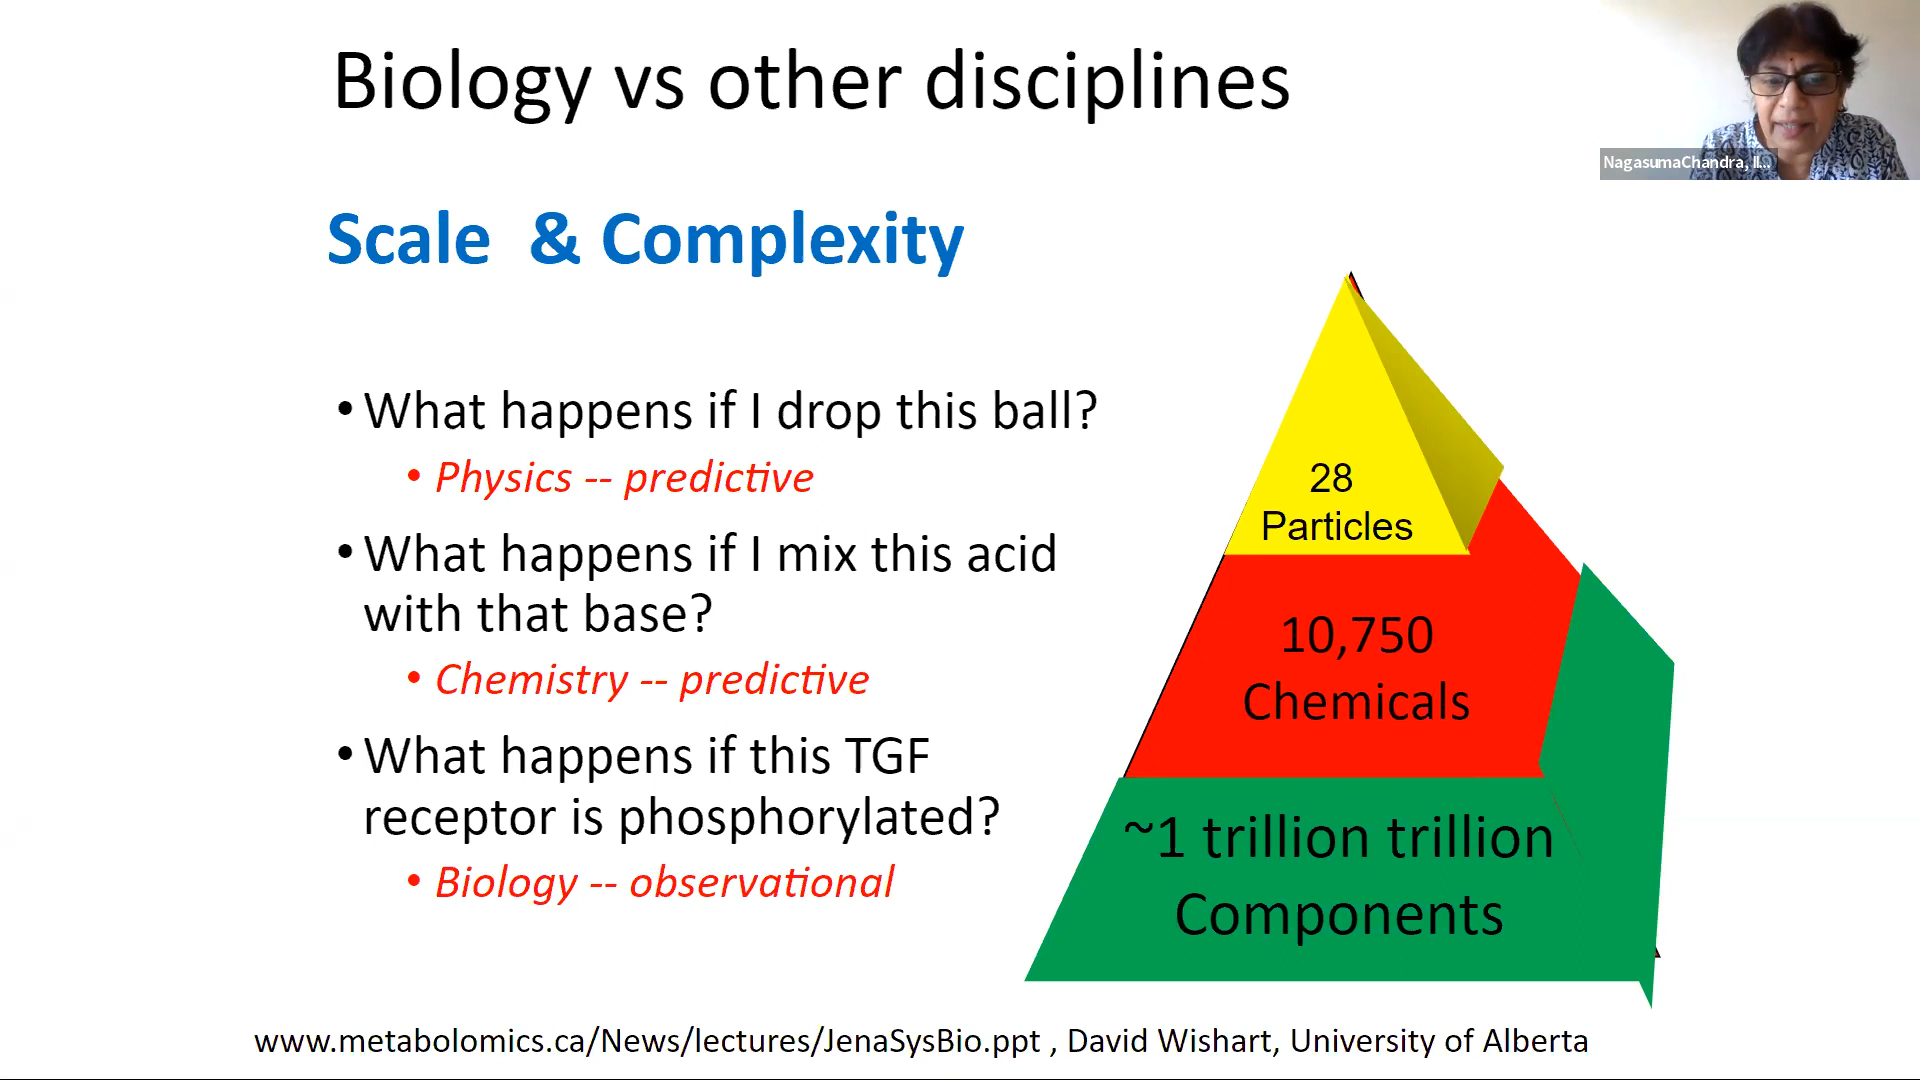 Biology vs other disciplines
NagasumaChandra, II...
Scale & Complexity
• What happens if I drop this ball?
• Physics -- predictive
• What happens if I mix this acid
with that base?
• Chemistry -- predictive
• What happens if this TGF
receptor is phosphorylated?
• Biology -- observational
28
Particles
10,750
Chemicals
~1 trillion trillion
Components
www.metabolomics.ca/News/lectures/JenaSysBio.ppt , David Wishart, University of Alberta